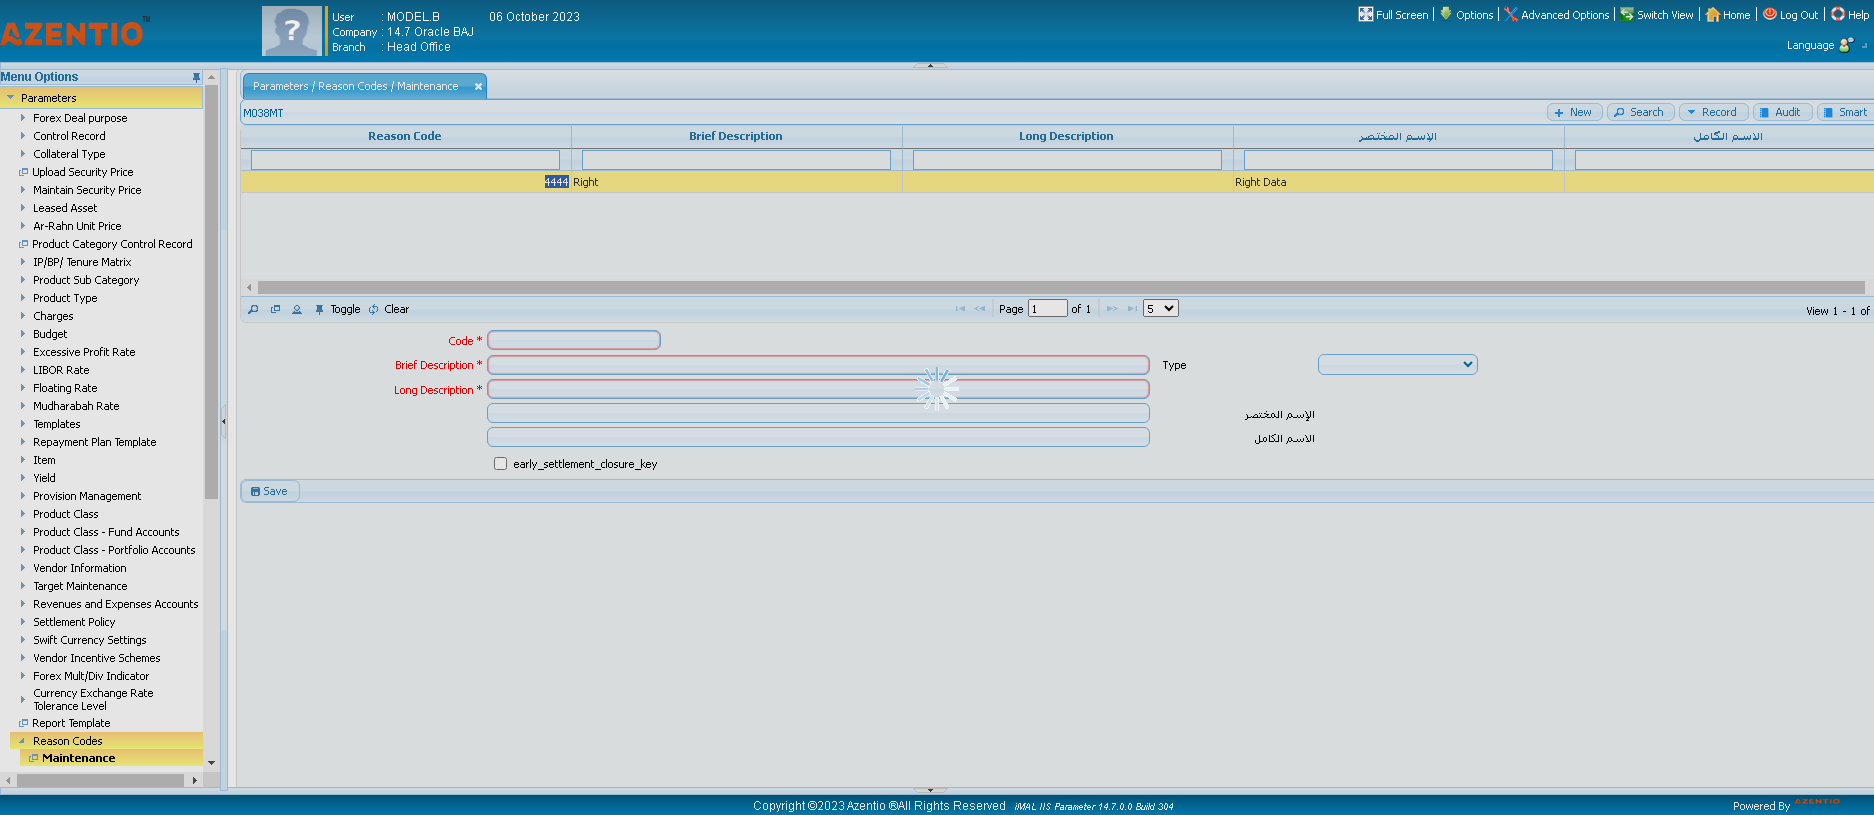 AZENTIO™
User : MODEL.B 06 October 2023
Company : 14.7 Oracle BAJ
Branch : Head Office
Full Screen
Options
Advanced Options
Switch View
Home
Log Out
Help
Language
Menu Options
Parameters
Forex Deal purpose
Control Record
Collateral Type
Upload Security Price
Maintain Security Price
Leased Asset
Ar-Rahn Unit Price
Product Category Control Record
IP/BP/ Tenure Matrix
Product Sub Category
Product Type
Charges
Budget
Excessive Profit Rate
LIBOR Rate
Floating Rate
Mudharabah Rate
Templates
Repayment Plan Template
Item
Yield
Provision Management
Product Class
Product Class - Fund Accounts
Product Class - Portfolio Accounts
Vendor Information
Target Maintenance
Revenues and Expenses Accounts
Settlement Policy
Swift Currency Settings
Vendor Incentive Schemes
Forex Mult/Div Indicator
Currency Exchange Rate
Tolerance Level
Report Template
Reason Codes
Maintenance
Parameters / Reason Codes / Maintenance
M038MT
New
Search
Record
Audit
Smart
Reason Code
Brief Description
Long Description
الإسم المختصر
الاسم الكامل
4444 Right Right Data
Toggle
Clear
Page 1 of 1
5
View 1 - 1 of
Code *
Brief Description *
Type
Long Description *
الإسم المختصر
الاسم الكامل
early_settlement_closure_key
Save
Copyright ©2023 Azentio ®All Rights Reserved iMAL IIS Parameter 14.7.0.0 Build 304
Powered By AZENTIO